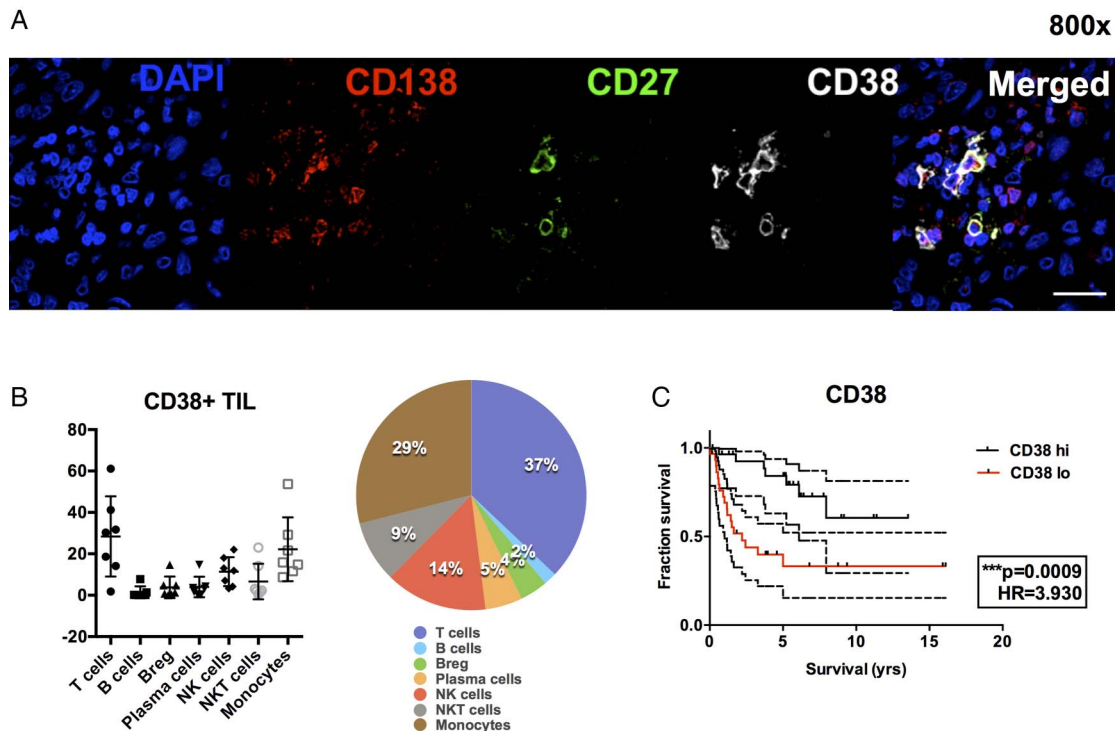 A
800x
DAPI CD138 CD27 CD38 Merged
B
CD38+ TIL
80
60
40
20
0
-20
T cells
B cells
Breg
Plasma cells
NK cells
NKT cells
Monocytes
37%
2%
4%
5%
14%
9%
29%
T cells
B cells
Breg
Plasma cells
NK cells
NKT cells
Monocytes
C
CD38
Fraction survival
1.0
0.5
0.0
0 5 10 15 20
Survival (yrs)
CD38 hi
CD38 lo
***p=0.0009
HR=3.930